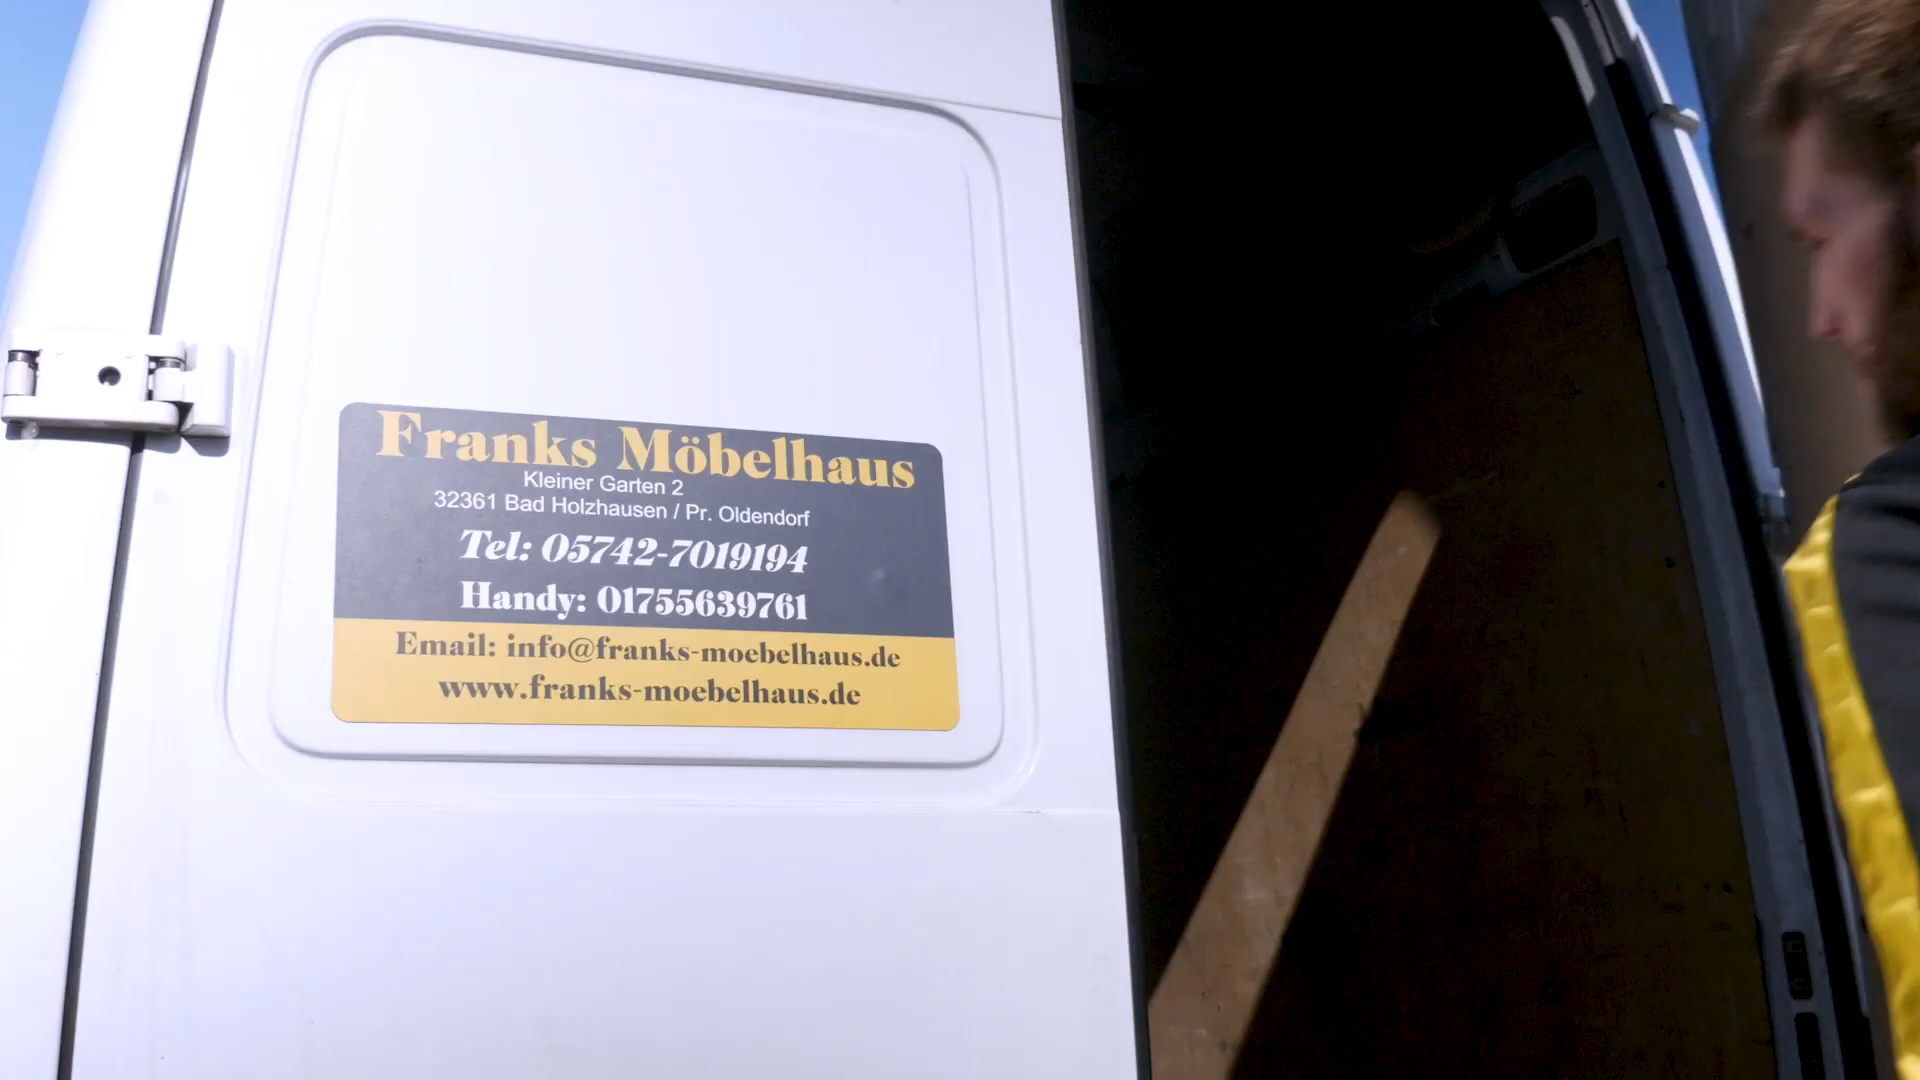 Franks Möbelhaus
Kleiner Garten 2
32361 Bad Holzhausen / Pr. Oldendorf
Tel: 05742-7019194
Handy: 01755639761
Email: info@franks-moebelhaus.de
www.franks-moebelhaus.de